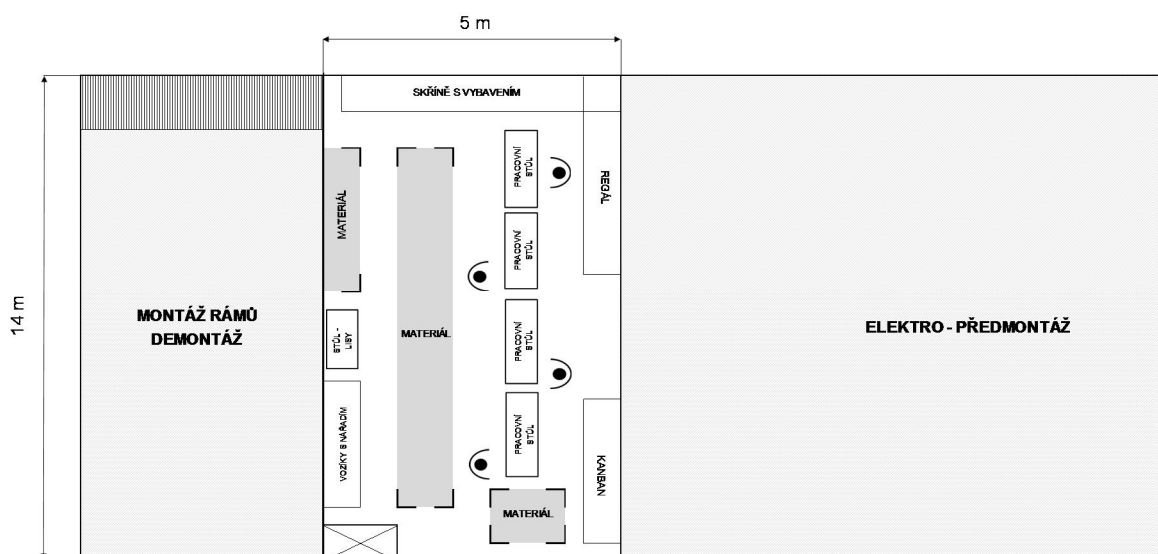 5 m
14 m
SKŘÍNĚ S VYBAVENÍM
MATERIÁL
PRACOVNÍ
STŮL
REGÁL
PRACOVNÍ
STŮL
MONTÁŽ RÁMŮ
DEMONTÁŽ
STŮL -
LISY
MATERIÁL
PRACOVNÍ
STŮL
ELEKTRO - PŘEDMONTÁŽ
VOZÍKY S NÁŘADÍM
PRACOVNÍ
STŮL
KANBAN
MATERIÁL